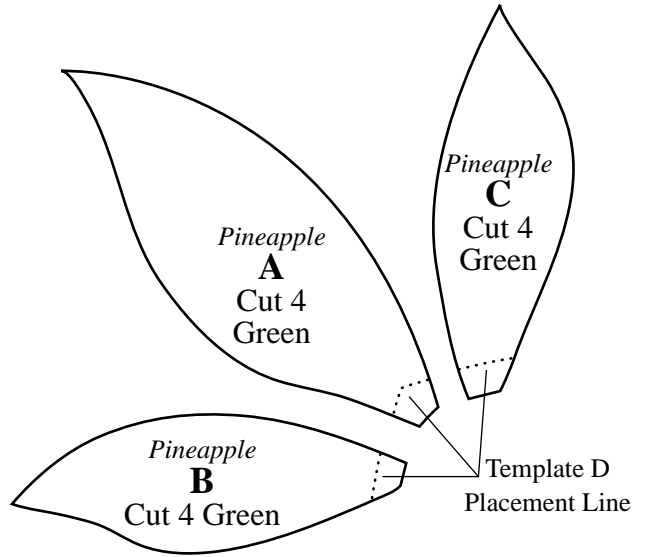 Pineapple
A
Cut 4
Green
Pineapple
B
Cut 4 Green
Pineapple
C
Cut 4
Green
Template D
Placement Line